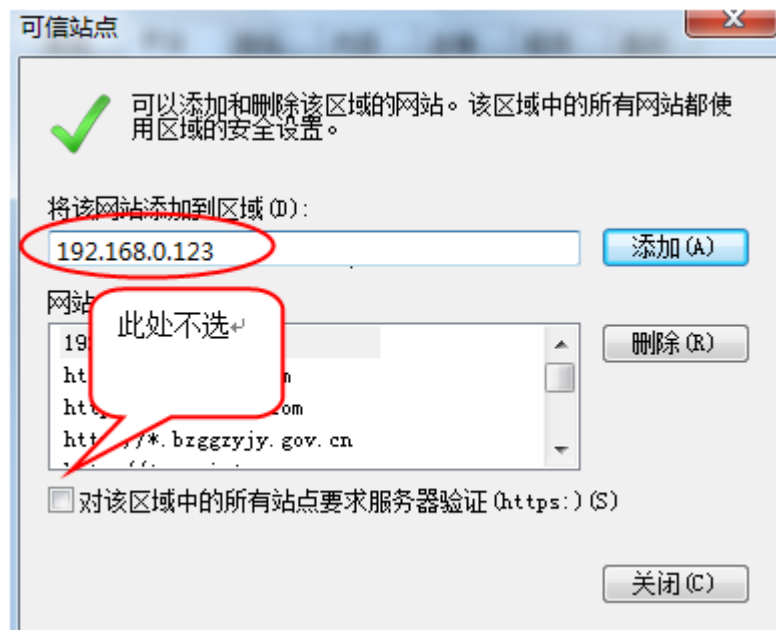 可信站点
可以添加和删除该区域的网站。该区域中的所有网站都使
用区域的安全设置。
将该网站添加到区域(D):
192.168.0.123
添加(A)
网站
此处不选
删除(R)
*.bzggzyjy.gov.cn
对该区域中的所有站点要求服务器验证(https:)(S)
关闭(C)